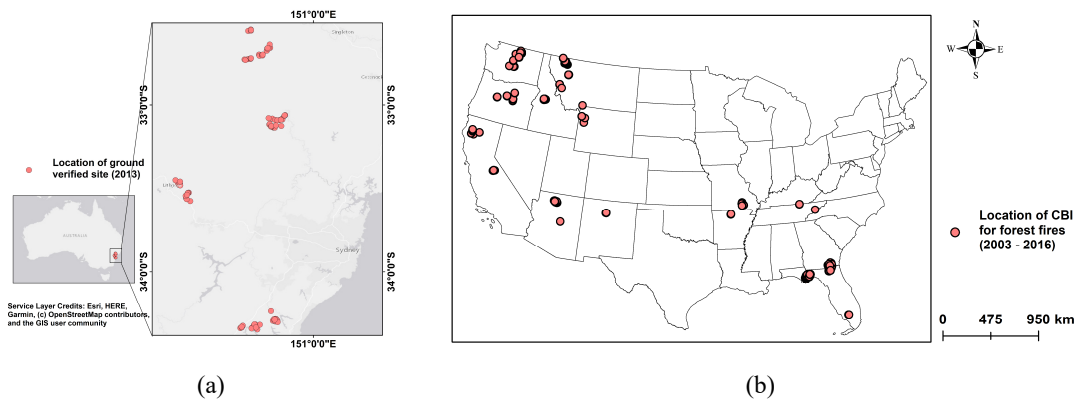 151°0'0"E
Singleton
33°0'0"S
33°0'0"S
Location of ground
verified site (2013)
AUSTRALIA
Sydney
34°0'0"S
34°0'0"S
Service Layer Credits: Esri, HERE,
Garmin, (c) OpenStreetMap contributors,
and the GIS user community
151°0'0"E
(a)
N
W E
S
Location of CBI
for forest fires
(2003 - 2016)
0 475 950 km
(b)